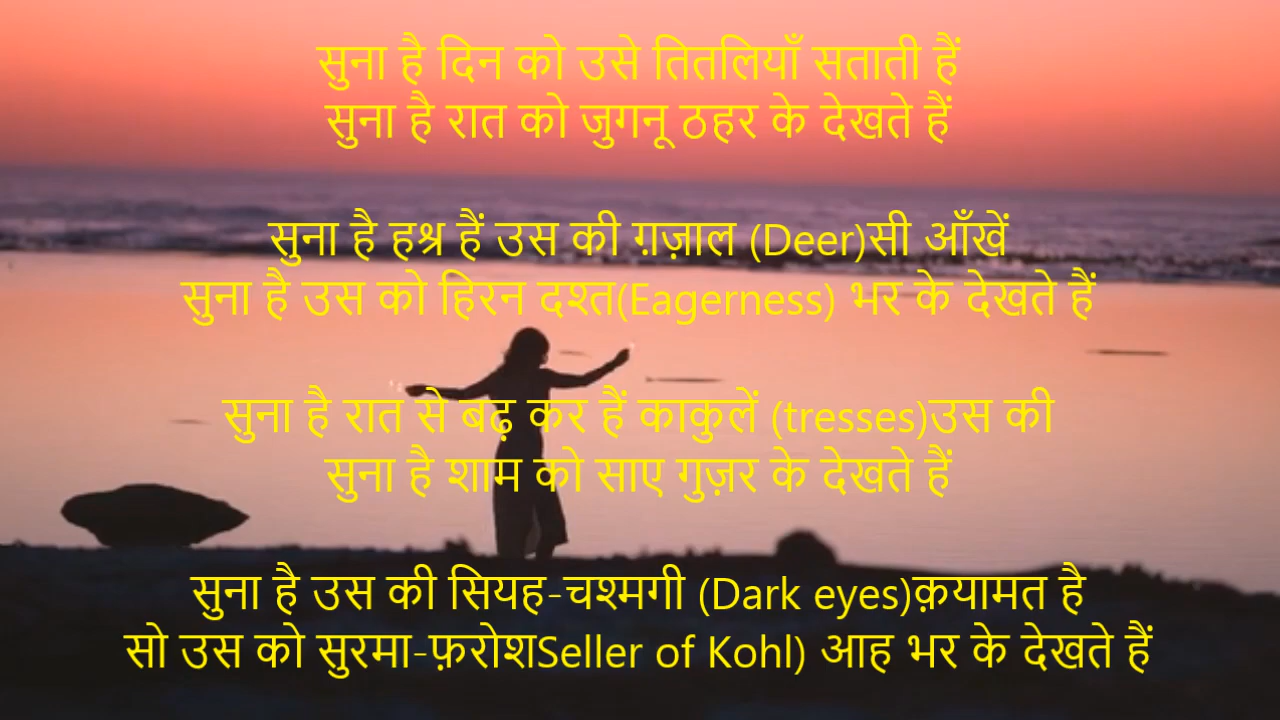 सुना है दिन को उसे तितलियाँ सताती हैं
सुना है रात को जुगनू ठहर के देखते हैं
सुना है हश्र हैं उस की ग़ज़ाल (Deer)सी आँखें
सुना है उस को हिरन दश्त(Eagerness) भर के देखते हैं
सुना है रात से बढ़ कर हैं काकुलें (tresses)उस की
सुना है शाम को साए गुज़र के देखते हैं
सुना है उस की सियह-चश्मगी (Dark eyes)क़यामत है
सो उस को सुरमा-फ़रोशSeller of Kohl) आह भर के देखते हैं